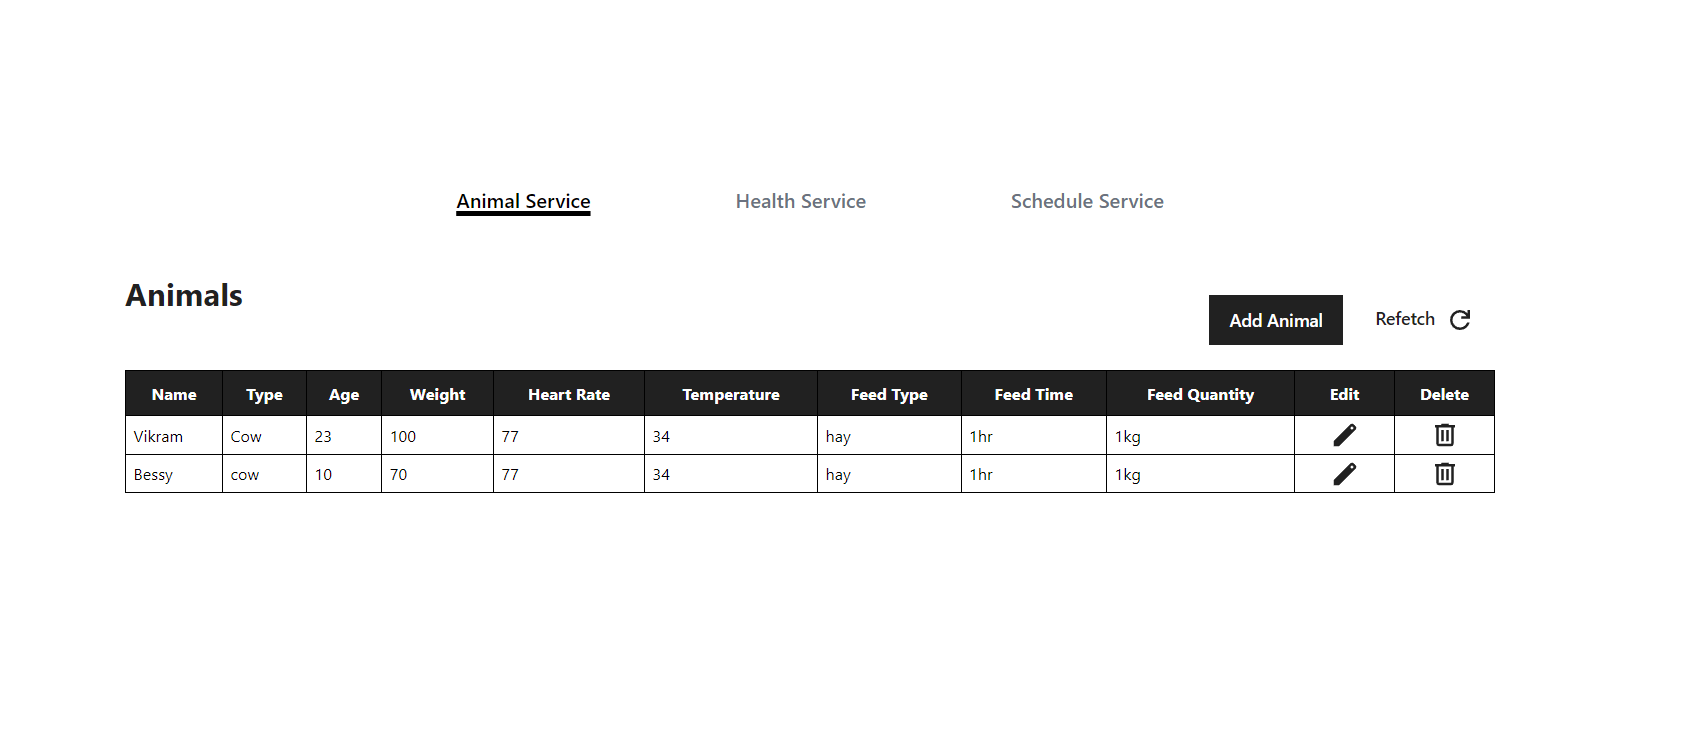 Animal Service Health Service Schedule Service
Animals
Add Animal Refetch
Name Type Age Weight Heart Rate Temperature Feed Type Feed Time Feed Quantity Edit Delete
Vikram Cow 23 100 77 34 hay 1hr 1kg
Bessy cow 10 70 77 34 hay 1hr 1kg